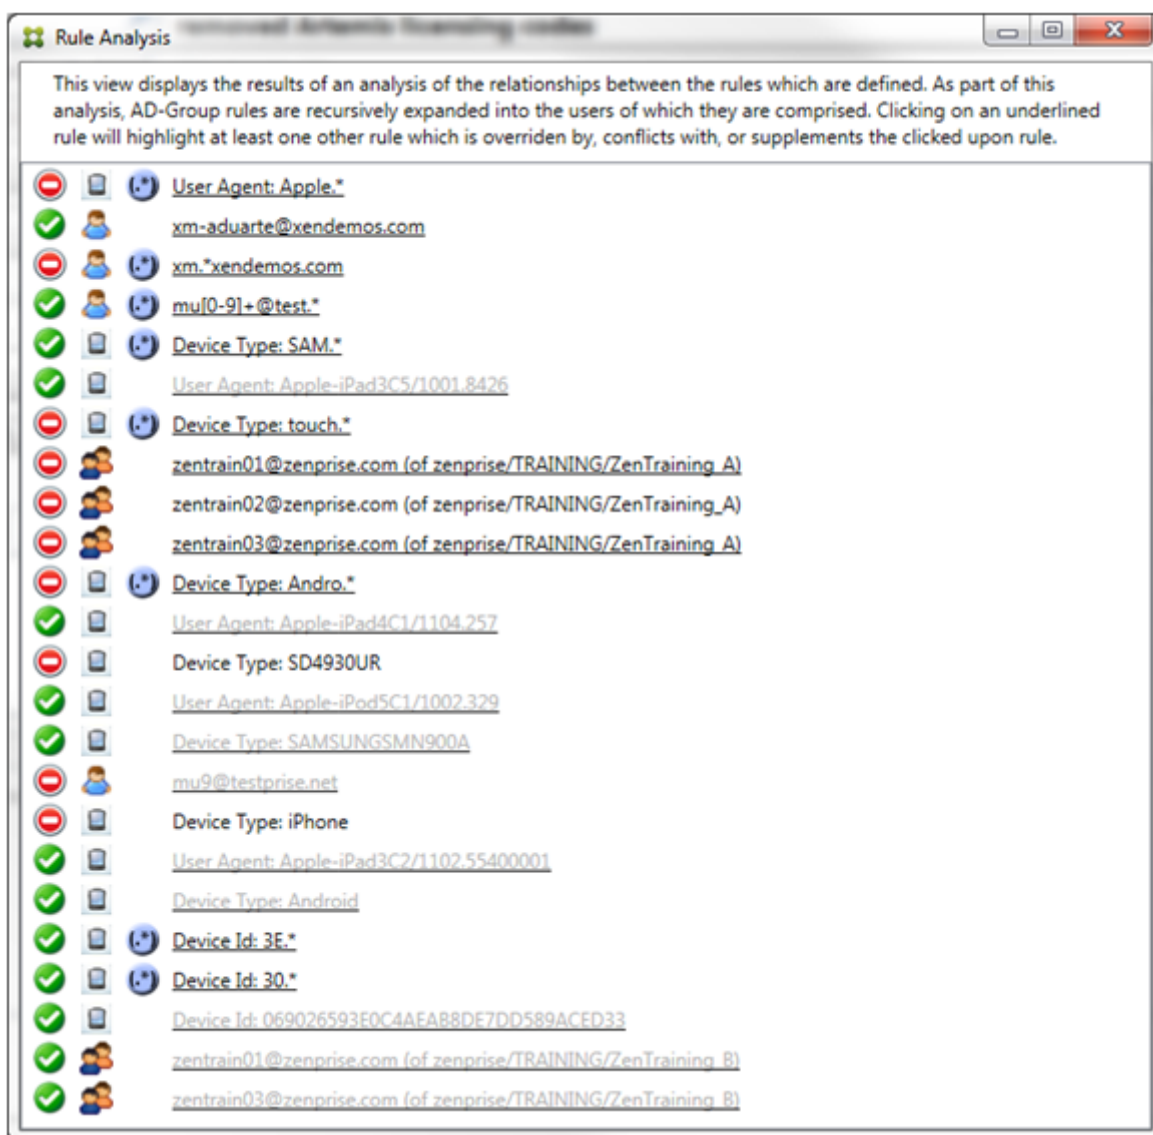 removed Artemis licensing codes
Rule Analysis
This view displays the results of an analysis of the relationships between the rules which are defined. As part of this
analysis, AD-Group rules are recursively expanded into the users of which they are comprised. Clicking on an underlined
rule will highlight at least one other rule which is overriden by, conflicts with, or supplements the clicked upon rule.
(.*) User Agent: Apple.*
xm-aduarte@xendemos.com
(.*) xm.*xendemos.com
(.*) mu[0-9]+@test.*
(.*) Device Type: SAM.*
User Agent: Apple-iPad3C5/1001.8426
(.*) Device Type: touch.*
zentrain01@zenprise.com (of zenprise/TRAINING/ZenTraining_A)
zentrain02@zenprise.com (of zenprise/TRAINING/ZenTraining_A)
zentrain03@zenprise.com (of zenprise/TRAINING/ZenTraining_A)
(.*) Device Type: Andro.*
User Agent: Apple-iPad4C1/1104.257
Device Type: SD4930UR
User Agent: Apple-iPod5C1/1002.329
Device Type: SAMSUNGSMN900A
mu9@testprise.net
Device Type: iPhone
User Agent: Apple-iPad3C2/1102.55400001
Device Type: Android
(.*) Device Id: 3E.*
(.*) Device Id: 30.*
Device Id: 069026593E0C4AEAB8DE7DD589ACED33
zentrain01@zenprise.com (of zenprise/TRAINING/ZenTraining_B)
zentrain03@zenprise.com (of zenprise/TRAINING/ZenTraining_B)